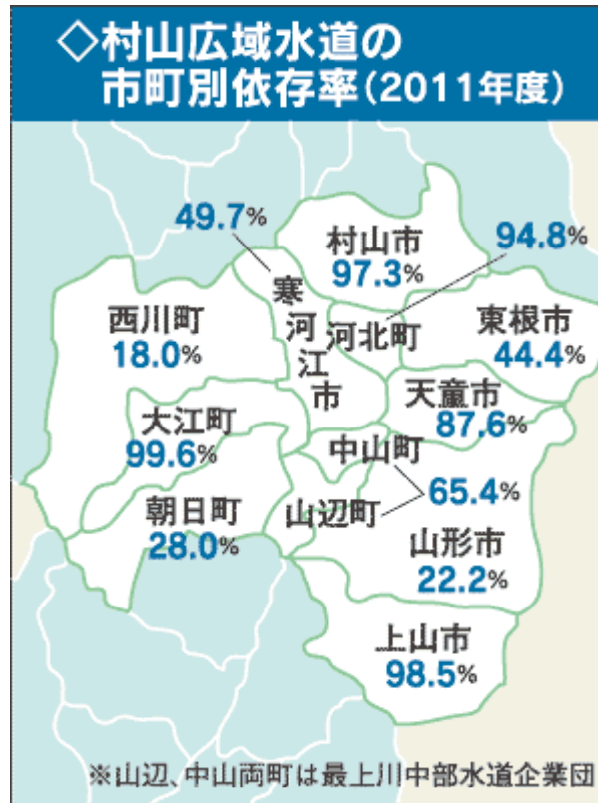 ◇村山広域水道の
市町別依存率(2011年度)
49.7%
村山市
97.3%
94.8%
寒河江市
西川町
18.0%
河北町
東根市
44.4%
大江町
99.6%
天童市
87.6%
中山町
朝日町
28.0%
山辺町
65.4%
山形市
22.2%
上山市
98.5%
※山辺、中山両町は最上川中部水道企業団